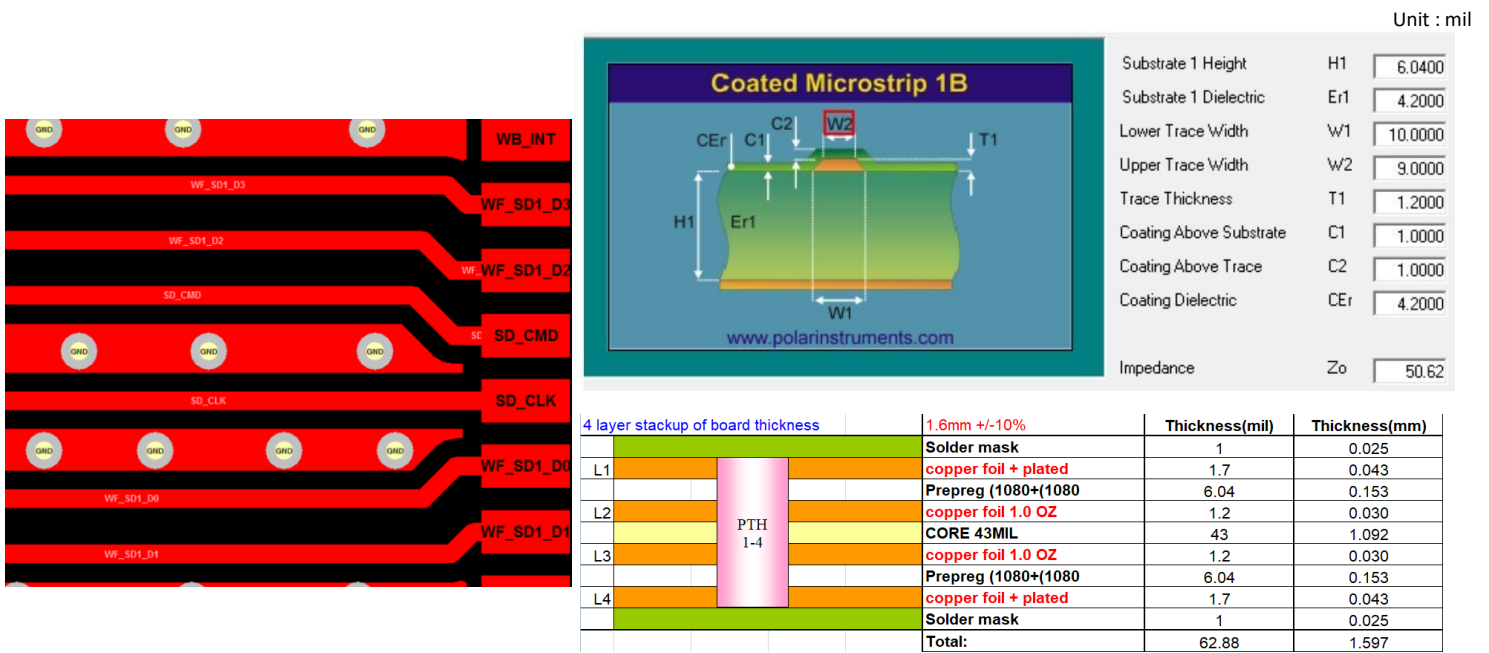 Unit : mil
GND GND GND
WB_INT
WF_SD1_D3
WF_SD1_D3
WF_SD1_D2
WF_ WF_SD1_D2
SD_CMD
SD SD_CMD
GND GND GND
SD_CLK
SD_CLK
GND GND GND GND
WF_SD1_D0
WF_SD1_D0
WF_SD1_D1
WF_SD1_D1
Coated Microstrip 1B
C2 W2
CEr C1 T1
H1 Er1
W1
www.polarinstruments.com
Substrate 1 Height H1 6.0400
Substrate 1 Dielectric Er1 4.2000
Lower Trace Width W1 10.0000
Upper Trace Width W2 9.0000
Trace Thickness T1 1.2000
Coating Above Substrate C1 1.0000
Coating Above Trace C2 1.0000
Coating Dielectric CEr 4.2000
Impedance Zo 50.62
4 layer stackup of board thickness 1.6mm +/-10% Thickness(mil) Thickness(mm)
Solder mask 1 0.025
L1 copper foil + plated 1.7 0.043
Prepreg (1080+(1080 6.04 0.153
L2 copper foil 1.0 OZ 1.2 0.030
PTH
1-4
CORE 43MIL 43 1.092
L3 copper foil 1.0 OZ 1.2 0.030
Prepreg (1080+(1080 6.04 0.153
L4 copper foil + plated 1.7 0.043
Solder mask 1 0.025
Total: 62.88 1.597